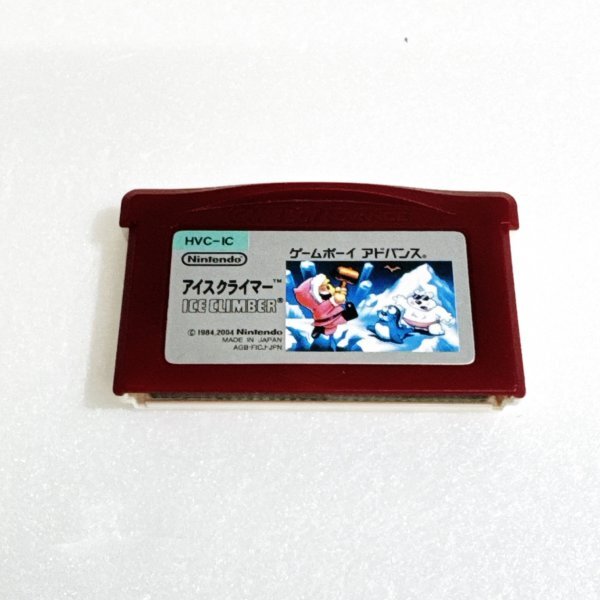 HVC-IC
Nintendo
ゲームボーイ アドバンス®
アイスクライマー™
ICE CLIMBER®
© 1984,2004 Nintendo
MADE IN JAPAN
AGB-FICJ-JPN